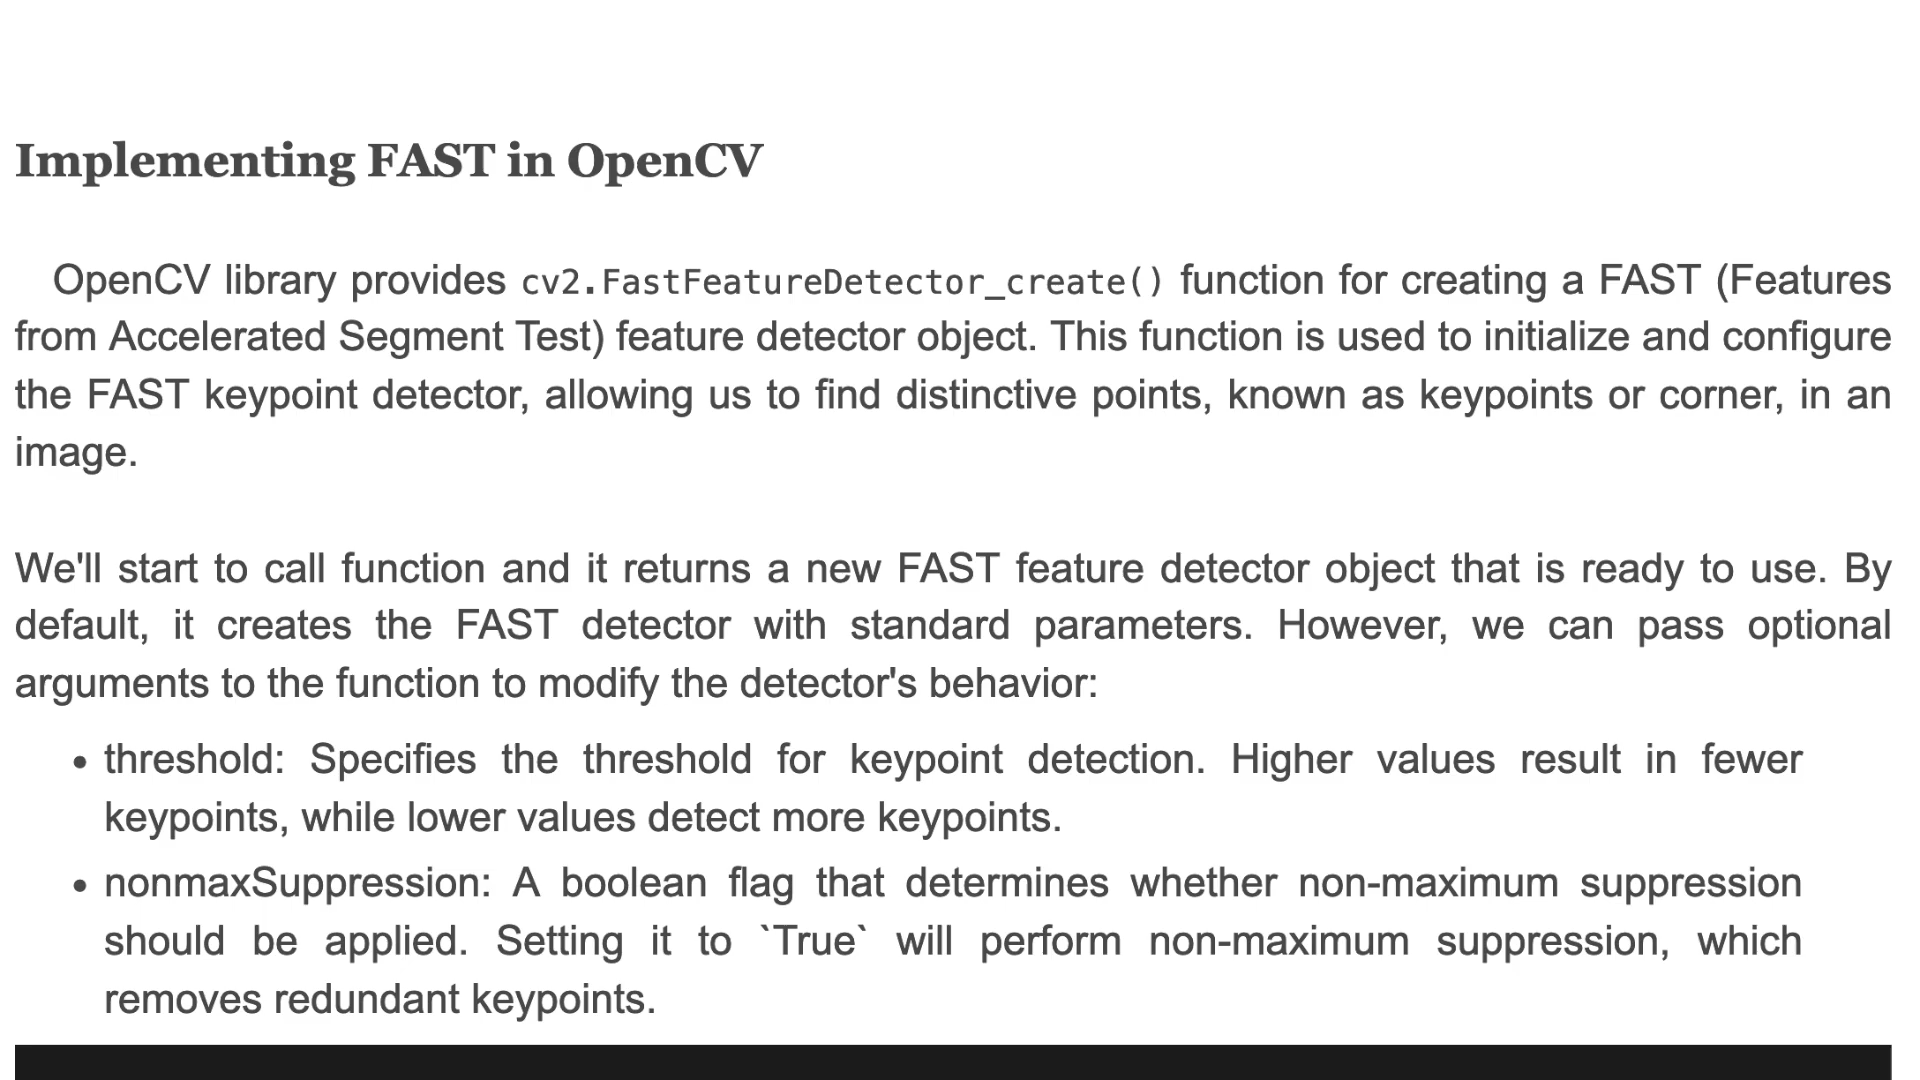 Implementing FAST in OpenCV
OpenCV library provides cv2.FastFeatureDetector_create() function for creating a FAST (Features
from Accelerated Segment Test) feature detector object. This function is used to initialize and configure
the FAST keypoint detector, allowing us to find distinctive points, known as keypoints or corner, in an
image.
We'll start to call function and it returns a new FAST feature detector object that is ready to use. By
default, it creates the FAST detector with standard parameters. However, we can pass optional
arguments to the function to modify the detector's behavior:
• threshold: Specifies the threshold for keypoint detection. Higher values result in fewer
keypoints, while lower values detect more keypoints.
• nonmaxSuppression: A boolean flag that determines whether non-maximum suppression
should be applied. Setting it to `True` will perform non-maximum suppression, which
removes redundant keypoints.